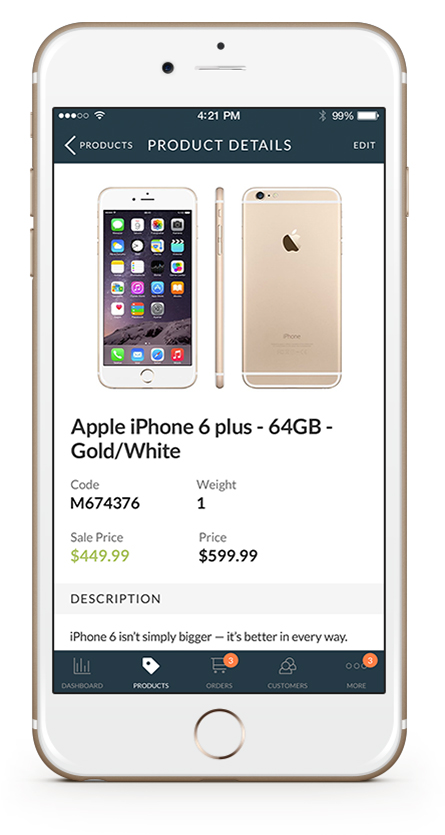 4:21 PM
99%
PRODUCTS
PRODUCT DETAILS
EDIT
iPhone
Apple iPhone 6 plus - 64GB -
Gold/White
Code
Weight
M674376
1
Sale Price
Price
$449.99
$599.99
DESCRIPTION
iPhone 6 isn't simply bigger — it's better in every way.
3
3
DASHBOARD
PRODUCTS
ORDERS
CUSTOMERS
MORE